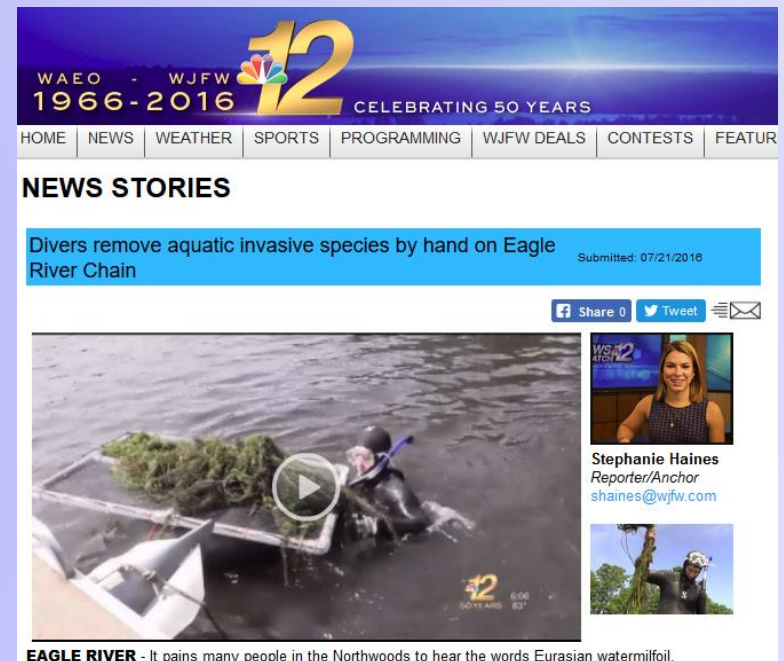 WAEO - WJFW
1966-2016
12
CELEBRATING 50 YEARS
HOME NEWS WEATHER SPORTS PROGRAMMING WJFW DEALS CONTESTS FEATUR
NEWS STORIES
Divers remove aquatic invasive species by hand on Eagle
River Chain
Submitted: 07/21/2016
Share 0 Tweet
12
50 YEARS
6:06
83°
12
Stephanie Haines
Reporter/Anchor
shaines@wjfw.com
EAGLE RIVER - It pains many people in the Northwoods to hear the words Eurasian watermilfoil.